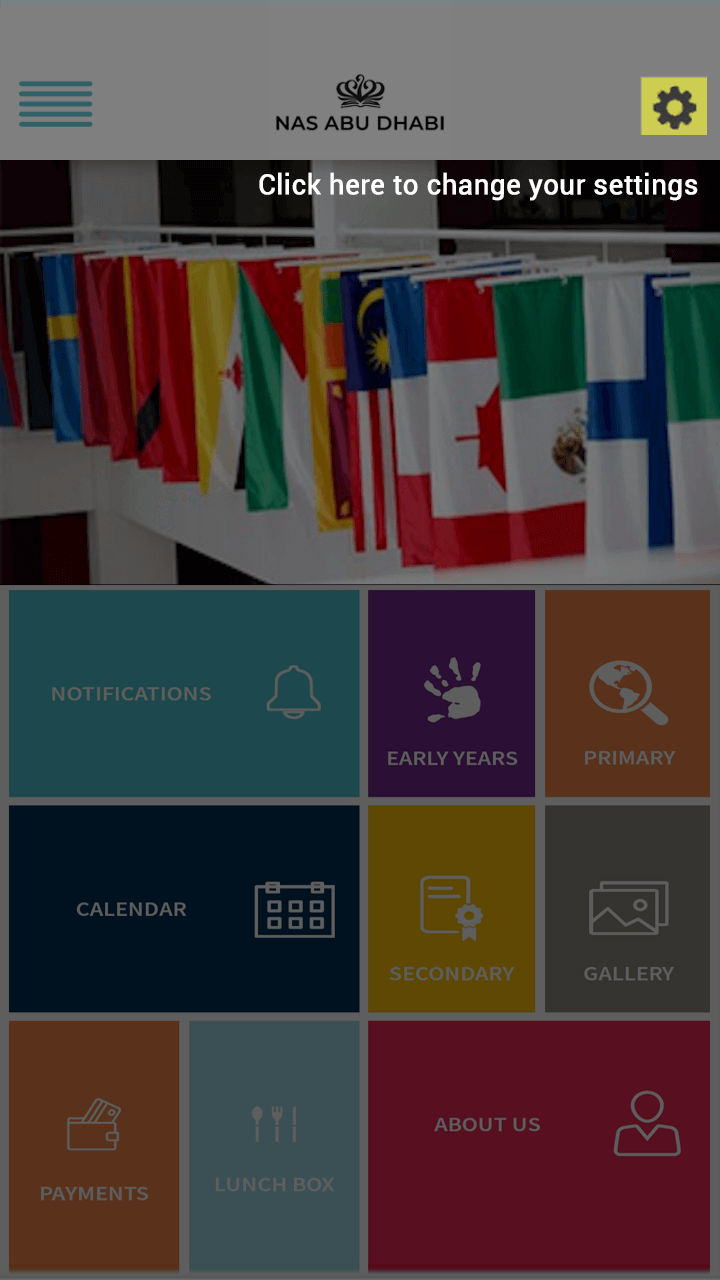 NAS ABU DHABI
Click here to change your settings
NOTIFICATIONS
EARLY YEARS
PRIMARY
CALENDAR
SECONDARY
GALLERY
PAYMENTS
LUNCH BOX
ABOUT US